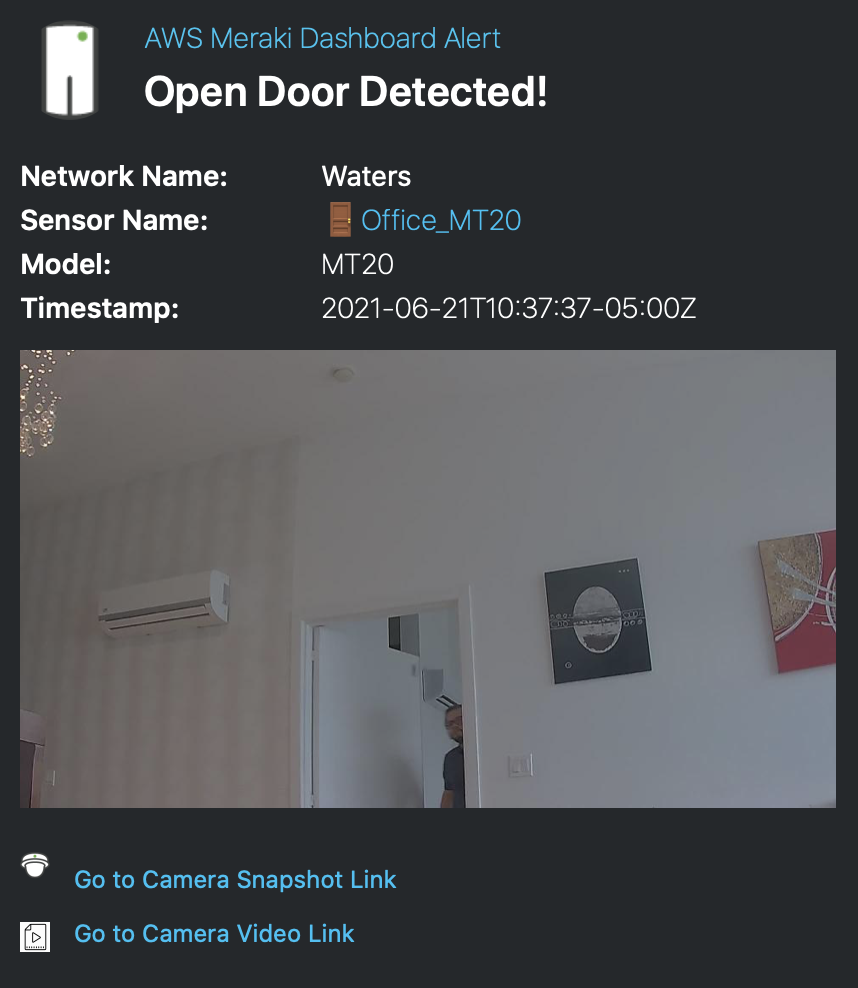 AWS Meraki Dashboard Alert
Open Door Detected!
Network Name: Waters
Sensor Name: Office_MT20
Model: MT20
Timestamp: 2021-06-21T10:37:37-05:00Z
Go to Camera Snapshot Link
Go to Camera Video Link